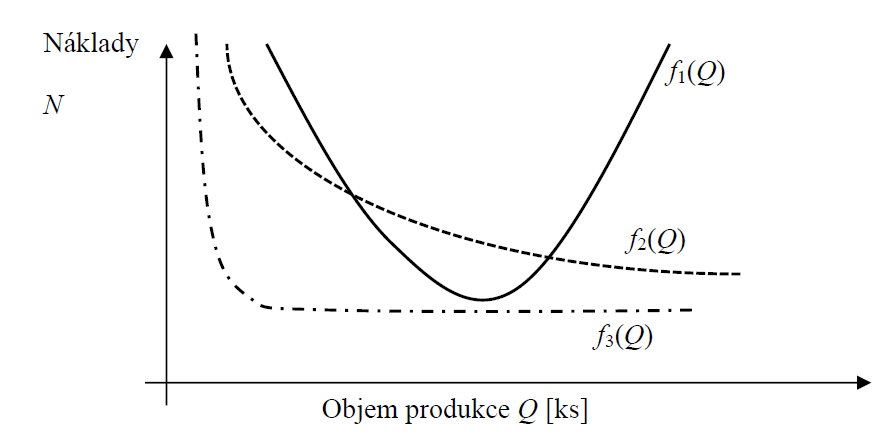 Náklady
N
f₁(Q)
f₂(Q)
f₃(Q)
Objem produkce Q [ks]